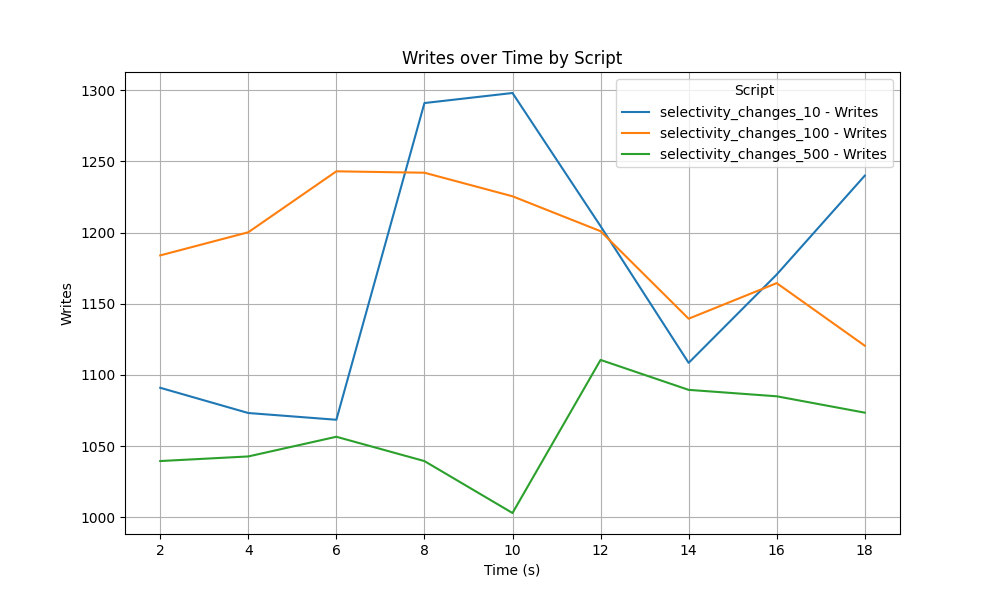 Writes over Time by Script
Script
selectivity_changes_10 - Writes
selectivity_changes_100 - Writes
selectivity_changes_500 - Writes
Writes
1300
1250
1200
1150
1100
1050
1000
2 4 6 8 10 12 14 16 18
Time (s)